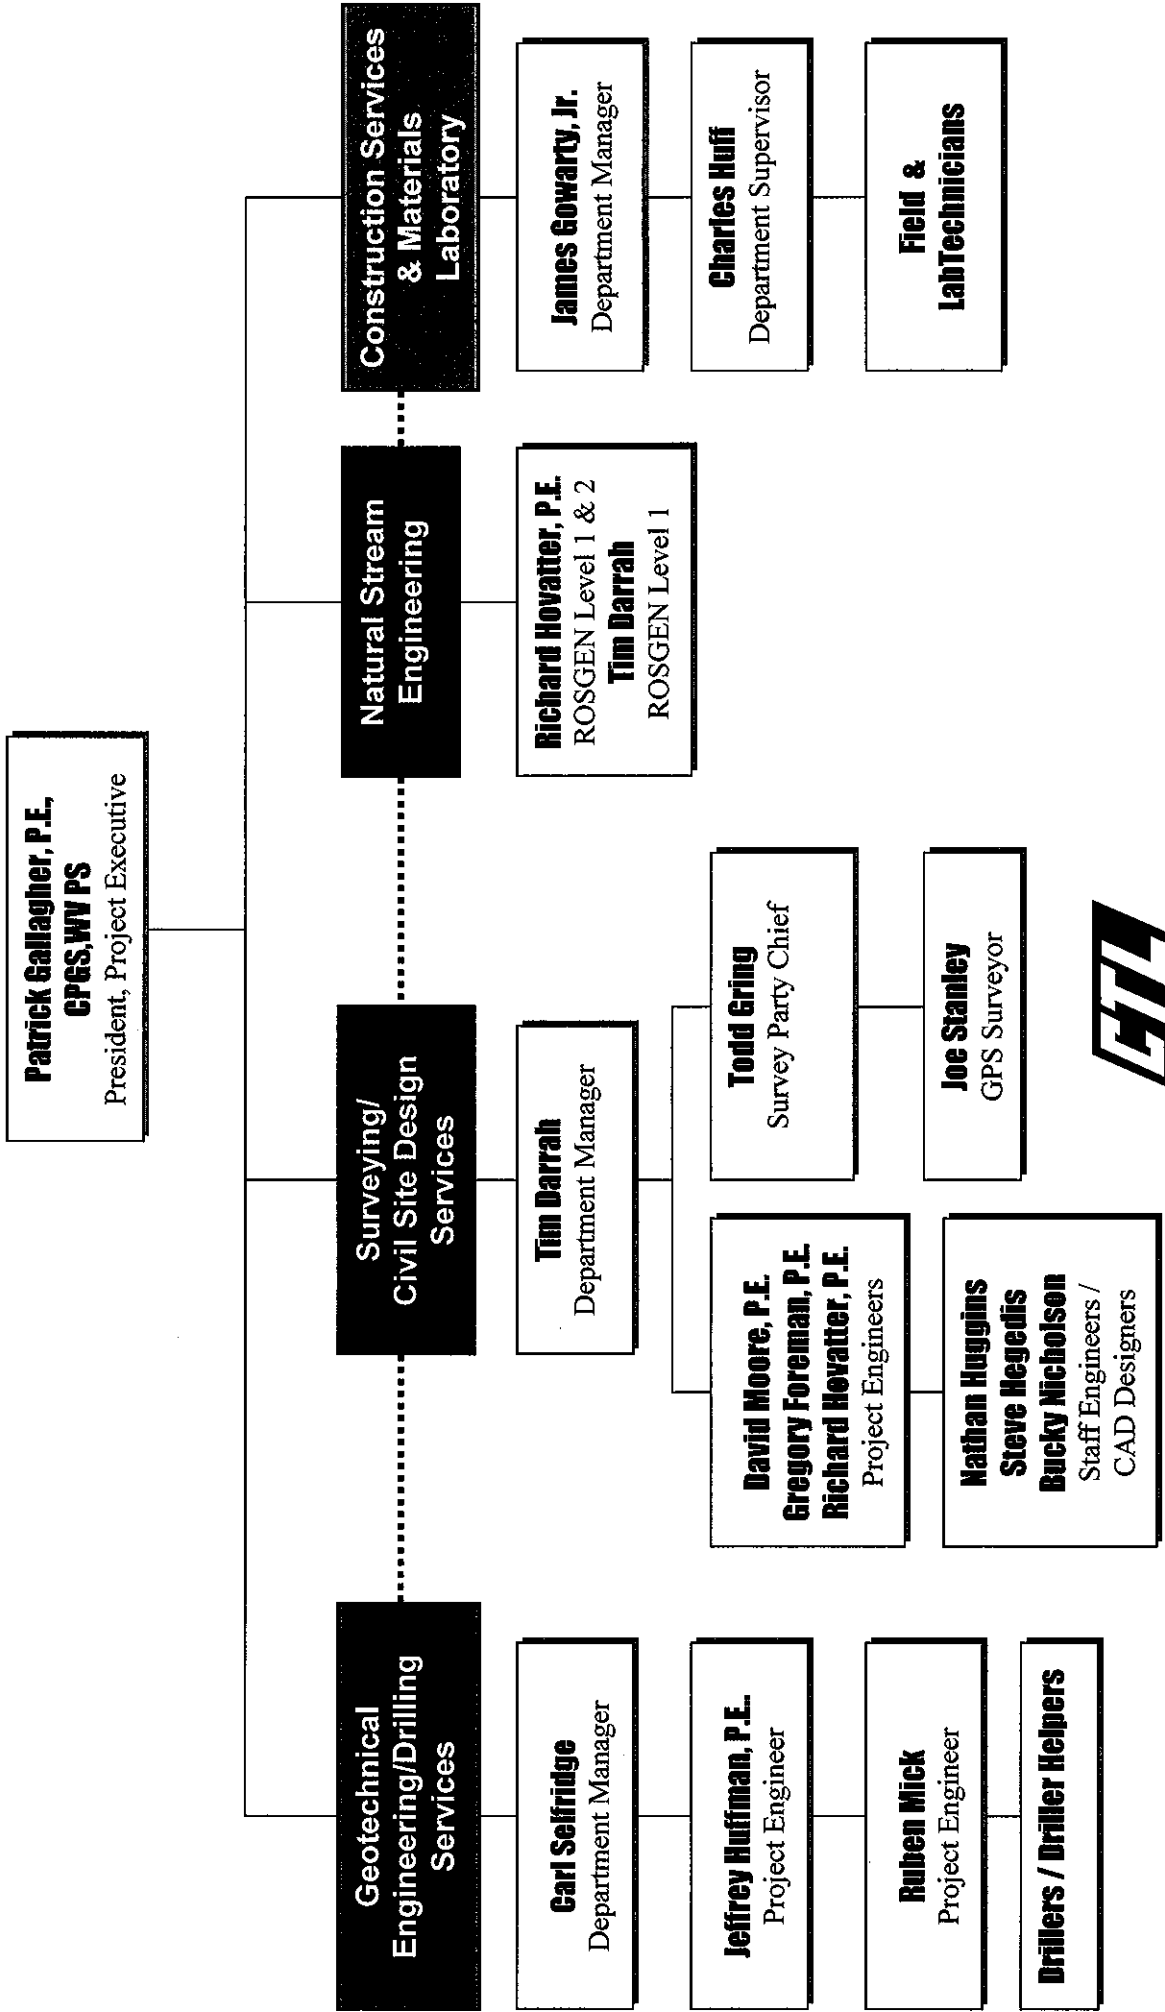 Patrick Gallagher, P.E.,
CPGS,WV PS
President, Project Executive
Geotechnical
Engineering/Drilling
Services
Carl Selfridge
Department Manager
Jeffrey Huffman, P.E.
Project Engineer
Ruben Mick
Project Engineer
Drillers / Driller Helpers
Surveying/
Civil Site Design
Services
Tim Darrah
Department Manager
David Moore, P.E.
Gregory Foreman, P.E.
Richard Hovatter, P.E.
Project Engineers
Nathan Huggins
Steve Hegedis
Bucky Nicholson
Staff Engineers /
CAD Designers
Todd Gring
Survey Party Chief
Joe Stanley
GPS Surveyor
Natural Stream
Engineering
Richard Hovatter, P.E.
ROSGEN Level 1 & 2
Tim Darrah
ROSGEN Level 1
Construction Services
& Materials
Laboratory
James Gowarty, Jr.
Department Manager
Charles Huff
Department Supervisor
Field &
LabTechnicians
GTL